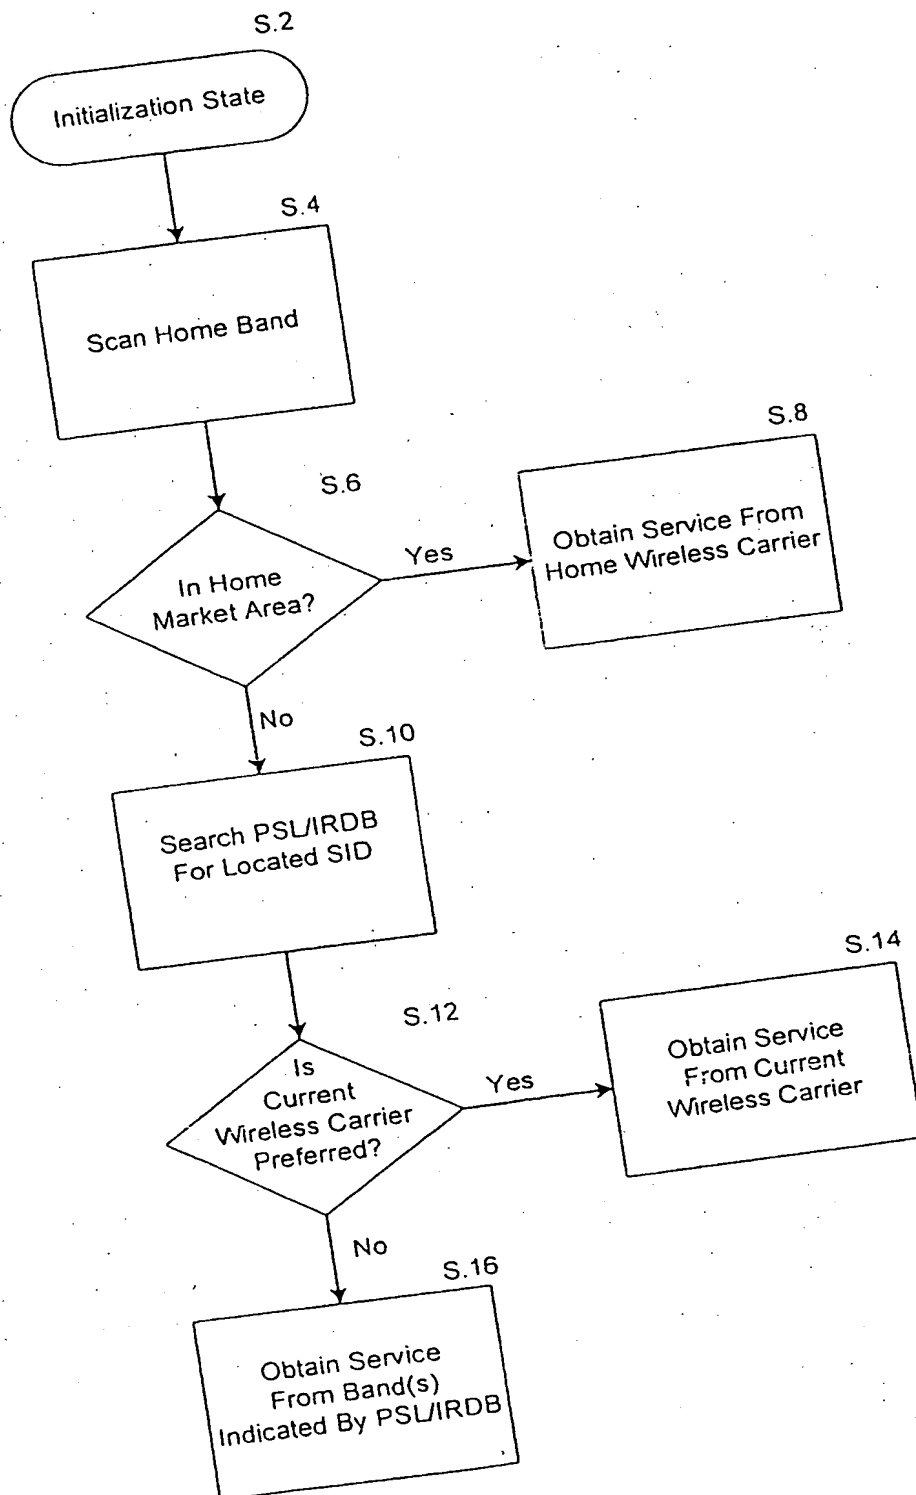 S.2
Initialization State
S.4
Scan Home Band
S.6
In Home
Market Area?
Yes
S.8
Obtain Service From
Home Wireless Carrier
No
S.10
Search PSL/IRDB
For Located SID
S.12
Is
Current
Wireless Carrier
Preferred?
Yes
S.14
Obtain Service
From Current
Wireless Carrier
No
S.16
Obtain Service
From Band(s)
Indicated By PSL/IRDB